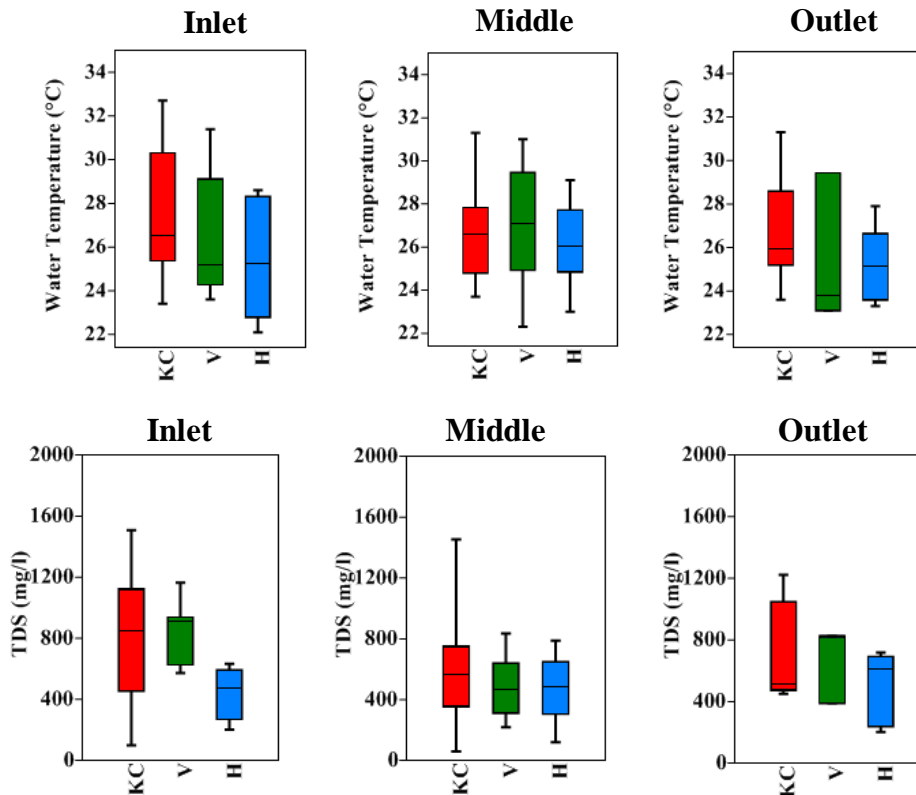 Inlet
Middle
Outlet
Water Temperature (°C)
34
32
30
28
26
24
22
KC
V
H
Water Temperature (°C)
34
32
30
28
26
24
22
KC
V
H
Water Temperature (°C)
34
32
30
28
26
24
22
KC
V
H
Inlet
Middle
Outlet
TDS (mg/l)
2000
1600
1200
800
400
0
KC
V
H
TDS (mg/l)
2000
1600
1200
800
400
0
KC
V
H
TDS (mg/l)
2000
1600
1200
800
400
0
KC
V
H